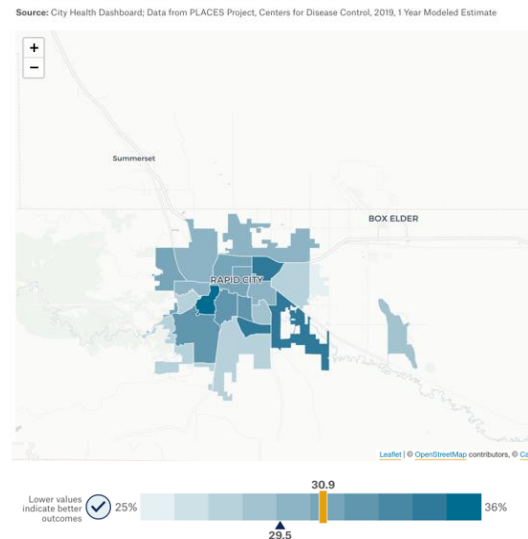 Source: City Health Dashboard; Data from PLACES Project, Centers for Disease Control, 2019, 1 Year Modeled Estimate
+
−
Summerset
BOX ELDER
RAPID CITY
Leaflet | © OpenStreetMap contributors, © Ca
30.9
Lower values
indicate better
outcomes
25%
36%
29.5